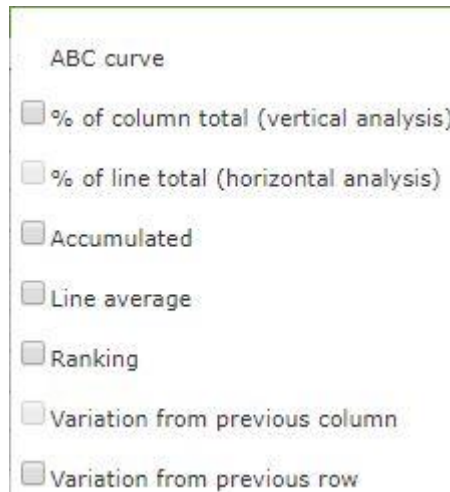 ABC curve
% of column total (vertical analysis)
% of line total (horizontal analysis)
Accumulated
Line average
Ranking
Variation from previous column
Variation from previous row